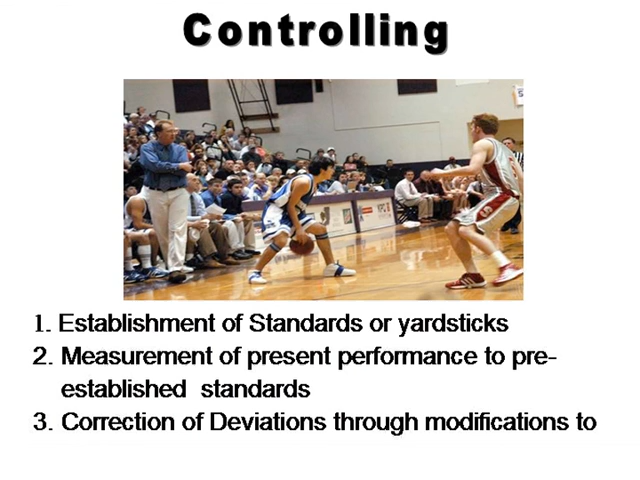 Controlling
1. Establishment of Standards or yardsticks
2. Measurement of present performance to pre-
established standards
3. Correction of Deviations through modifications to